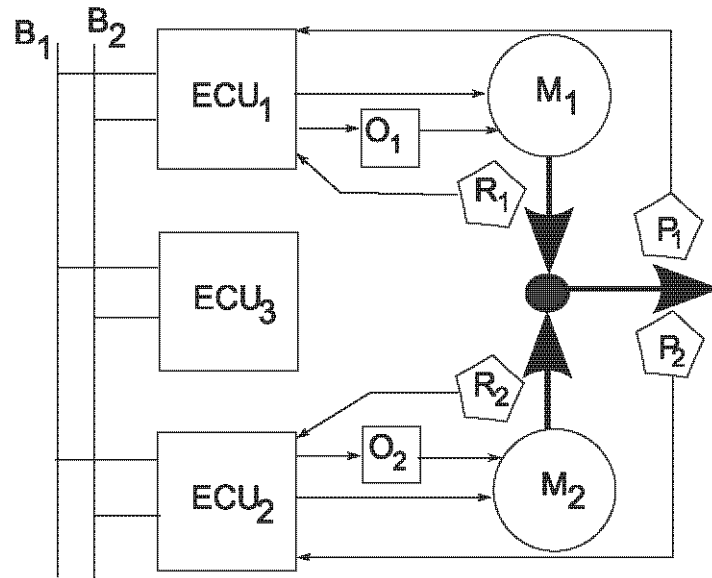 B₁
B₂
ECU₁
M₁
O₁
R₁
P₁
ECU₃
P₂
R₂
O₂
ECU₂
M₂